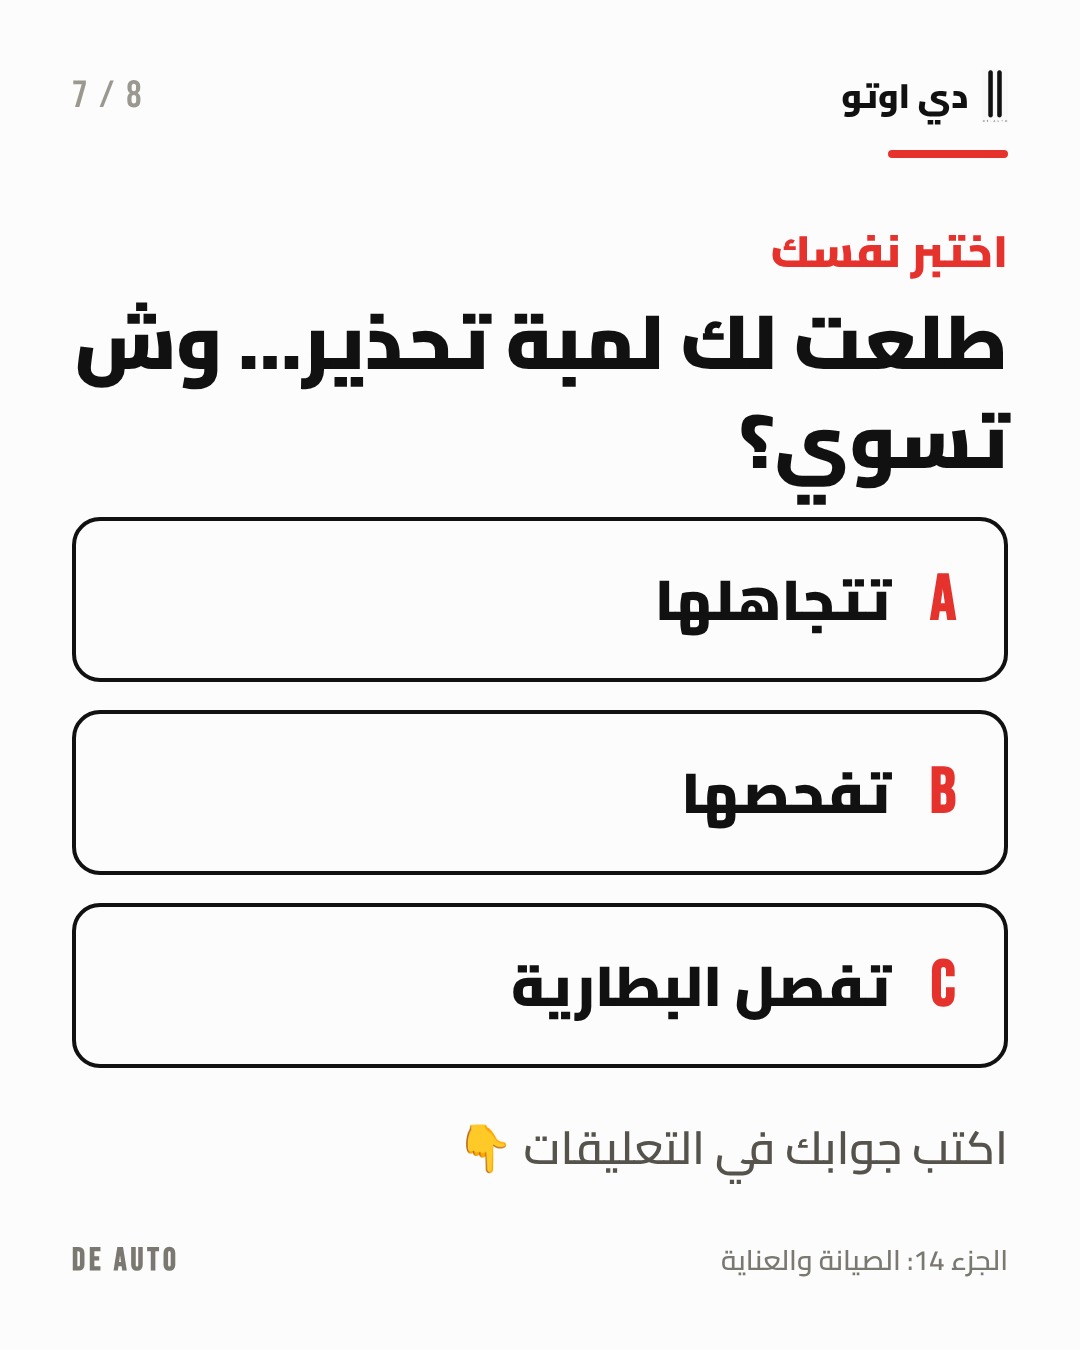 دي اوتو
7 / 8
اختبر نفسك
طلعت لك لمبة تحذير... وش
تسوي؟
A تتجاهلها
B تفحصها
C تفصل البطارية
اكتب جوابك في التعليقات 👇
الجزء 14: الصيانة والعناية
DE AUTO